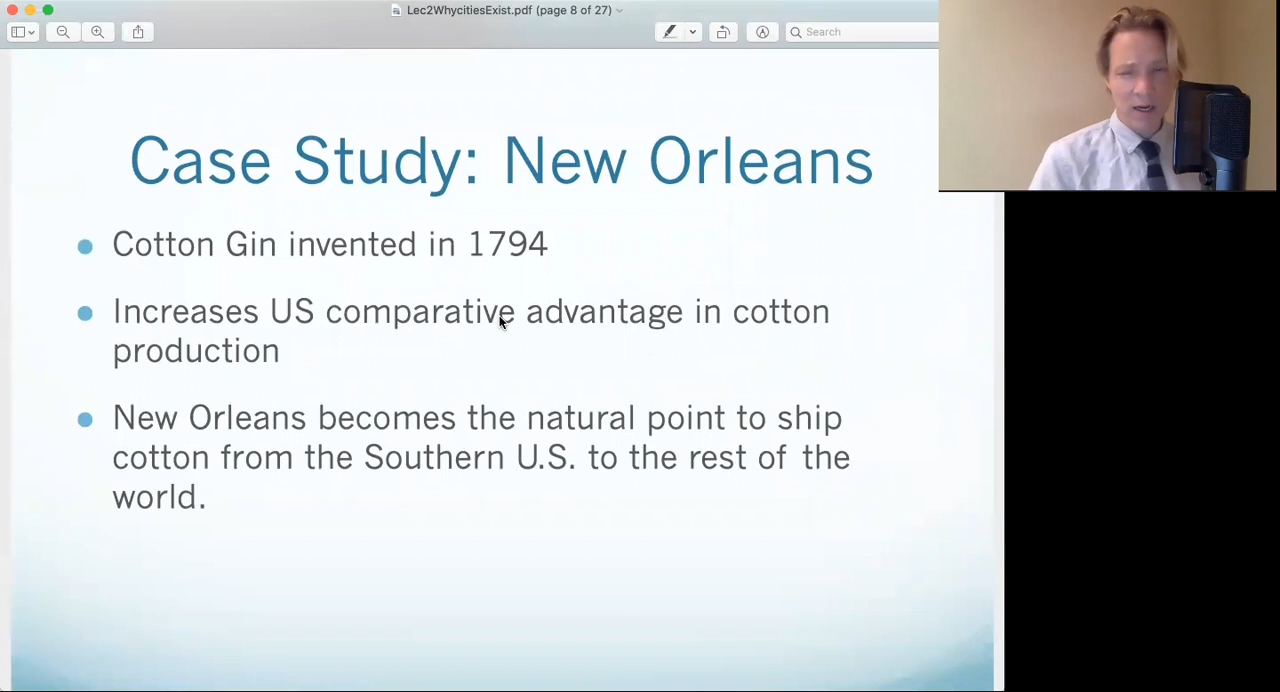 Lec2WhycitiesExist.pdf (page 8 of 27)
Search
Case Study: New Orleans
Cotton Gin invented in 1794
Increases US comparative advantage in cotton
production
New Orleans becomes the natural point to ship
cotton from the Southern U.S. to the rest of the
world.